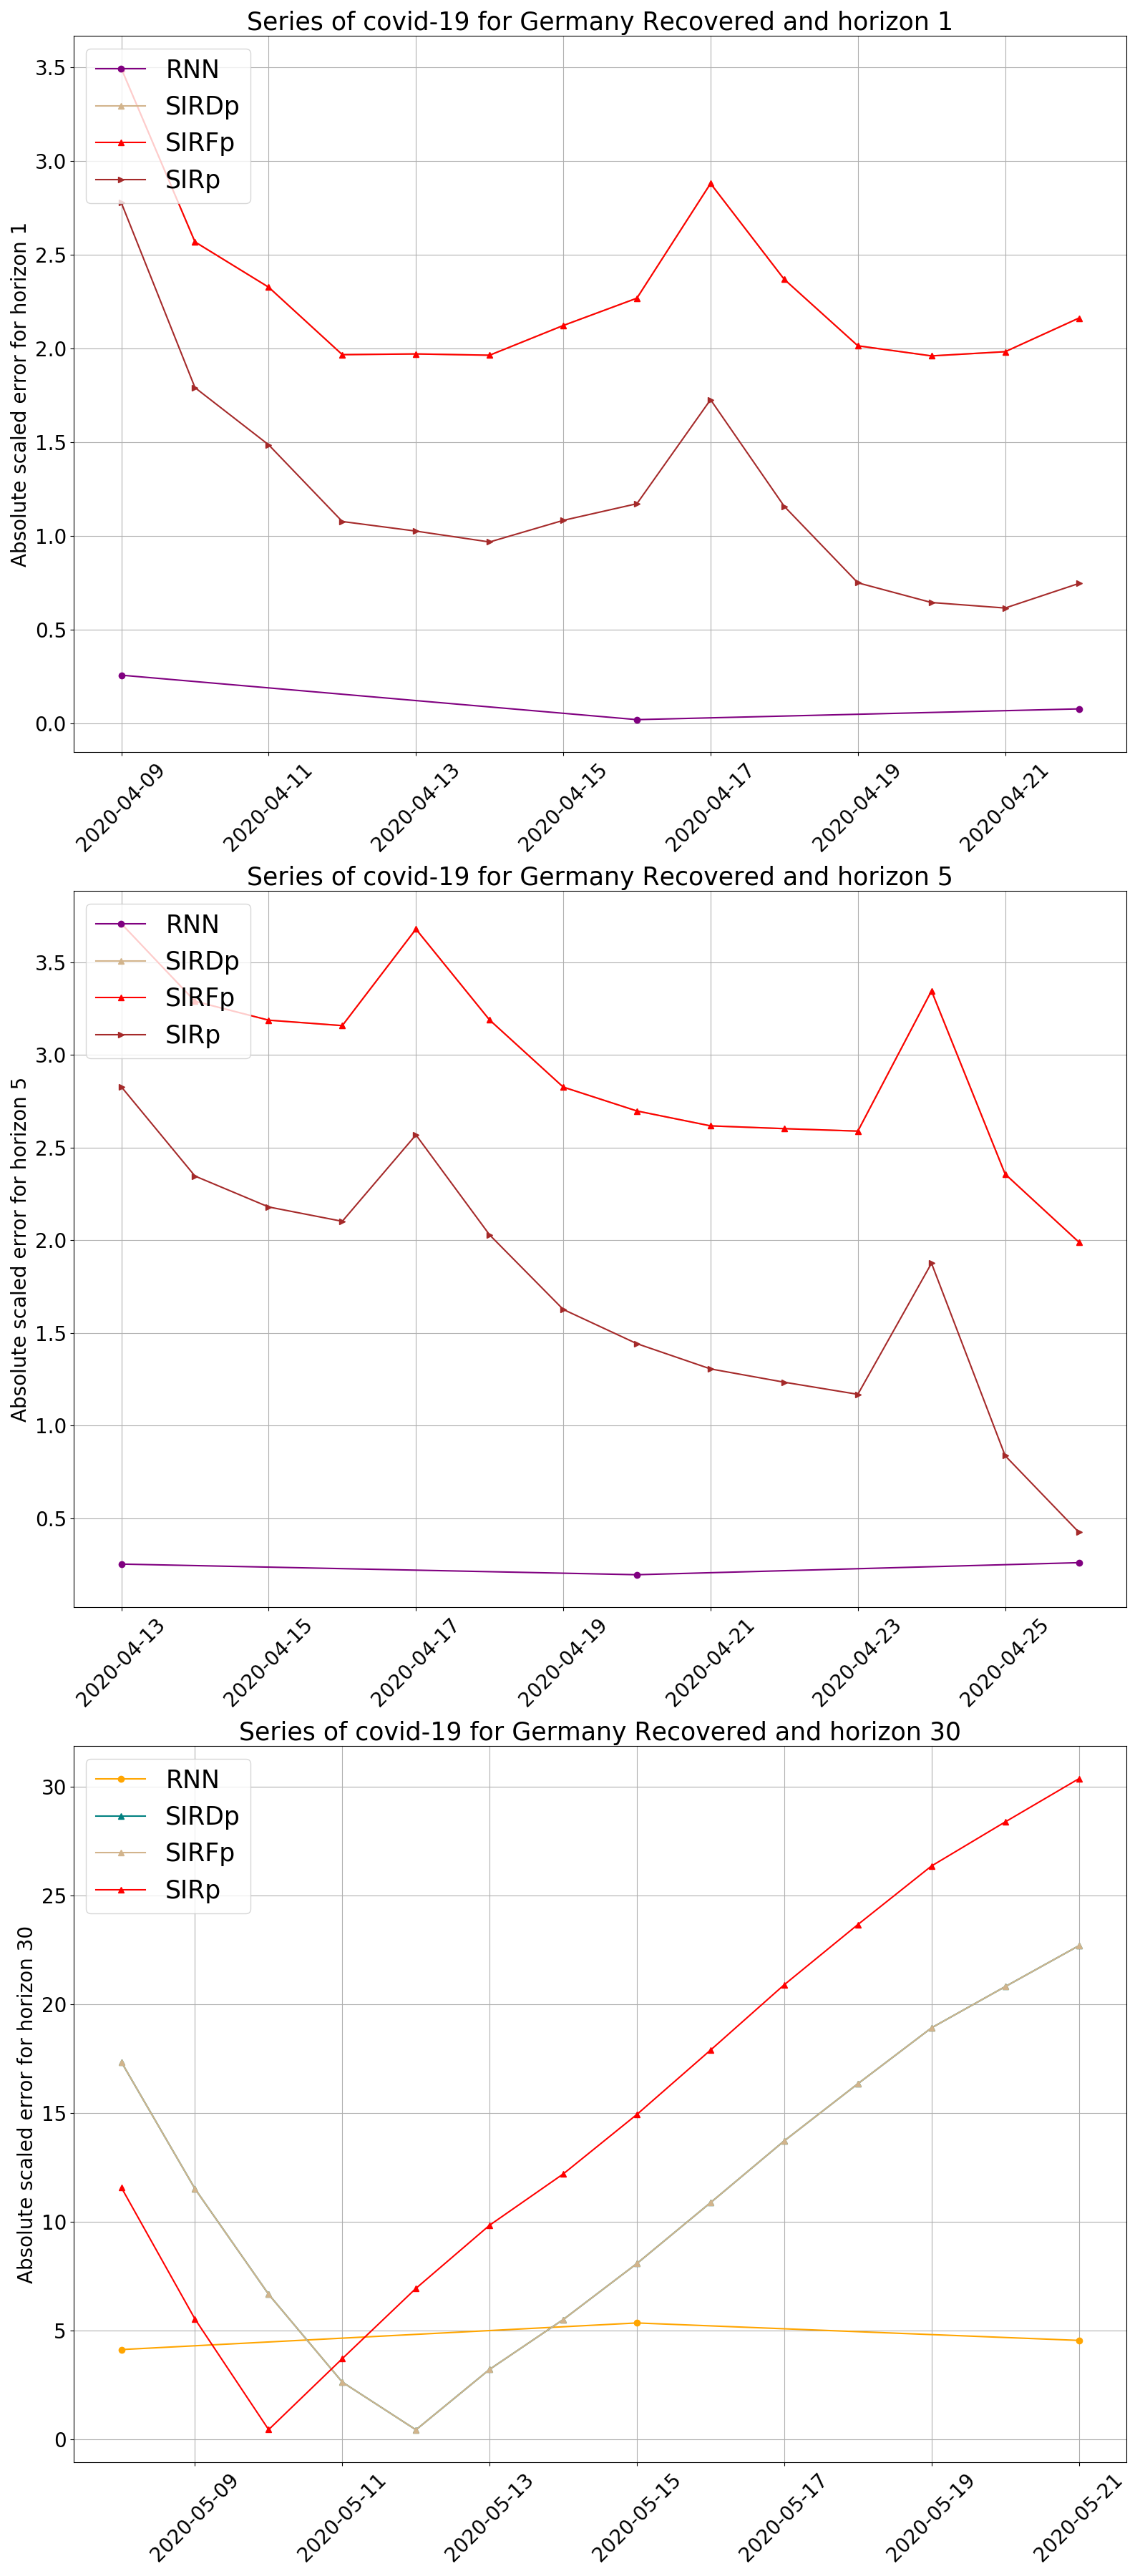 Series of covid-19 for Germany Recovered and horizon 1
RNN
SIRDp
SIRFp
SIRp
Absolute scaled error for horizon 1
3.5
3.0
2.5
2.0
1.5
1.0
0.5
0.0
2020-04-09
2020-04-11
2020-04-13
2020-04-15
2020-04-17
2020-04-19
2020-04-21
Series of covid-19 for Germany Recovered and horizon 5
RNN
SIRDp
SIRFp
SIRp
Absolute scaled error for horizon 5
3.5
3.0
2.5
2.0
1.5
1.0
0.5
2020-04-13
2020-04-15
2020-04-17
2020-04-19
2020-04-21
2020-04-23
2020-04-25
Series of covid-19 for Germany Recovered and horizon 30
RNN
SIRDp
SIRFp
SIRp
Absolute scaled error for horizon 30
30
25
20
15
10
5
0
2020-05-09
2020-05-11
2020-05-13
2020-05-15
2020-05-17
2020-05-19
2020-05-21